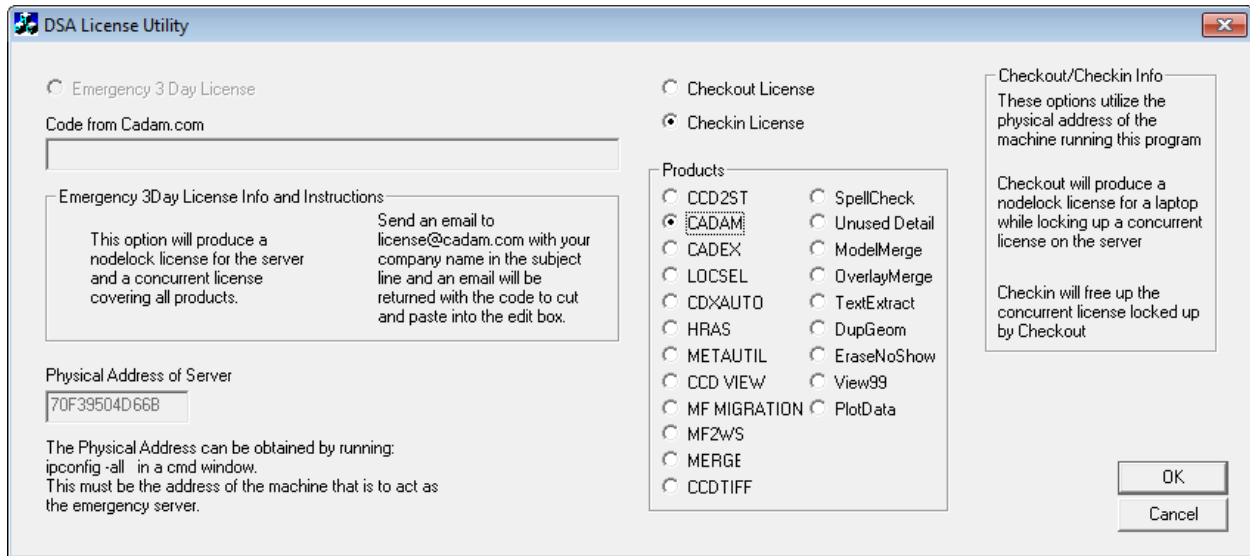 DSA License Utility
Emergency 3 Day License
Code from Cadam.com
Emergency 3Day License Info and Instructions
This option will produce a
nodelock license for the server
and a concurrent license
covering all products.
Send an email to
license@cadam.com with your
company name in the subject
line and an email will be
returned with the code to cut
and paste into the edit box.
Physical Address of Server
70F39504D66B
The Physical Address can be obtained by running:
ipconfig -all in a cmd window.
This must be the address of the machine that is to act as
the emergency server.
Checkout License
Checkin License
Products
CCD2ST
CADAM
CADEX
LOCSEL
CDXAUTO
HRAS
METAUTIL
CCD VIEW
MF MIGRATION
MF2WS
MERGE
CCDTIFF
SpellCheck
Unused Detail
ModelMerge
OverlayMerge
TextExtract
DupGeom
EraseNoShow
View99
PlotData
Checkout/Checkin Info
These options utilize the
physical address of the
machine running this program
Checkout will produce a
nodelock license for a laptop
while locking up a concurrent
license on the server
Checkin will free up the
concurrent license locked up
by Checkout
OK
Cancel